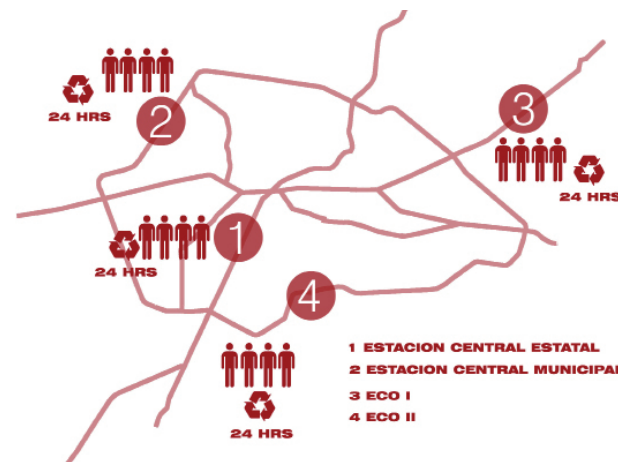 24 HRS
2
3
24 HRS
1
24 HRS
4
24 HRS
1 ESTACION CENTRAL ESTATAL
2 ESTACION CENTRAL MUNICIPAL
3 ECO I
4 ECO II